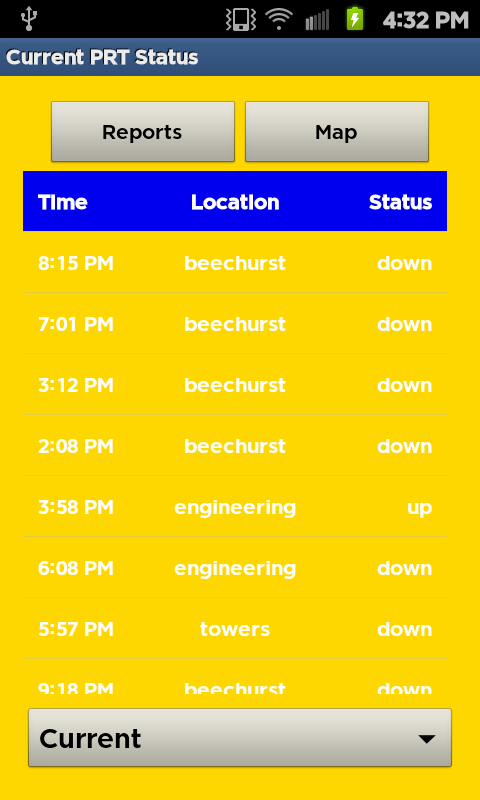 4:32 PM
Current PRT Status
Reports Map
Time Location Status
8:15 PM beechurst down
7:01 PM beechurst down
3:12 PM beechurst down
2:08 PM beechurst down
3:58 PM engineering up
6:08 PM engineering down
5:57 PM towers down
9:18 PM beechurst down
Current